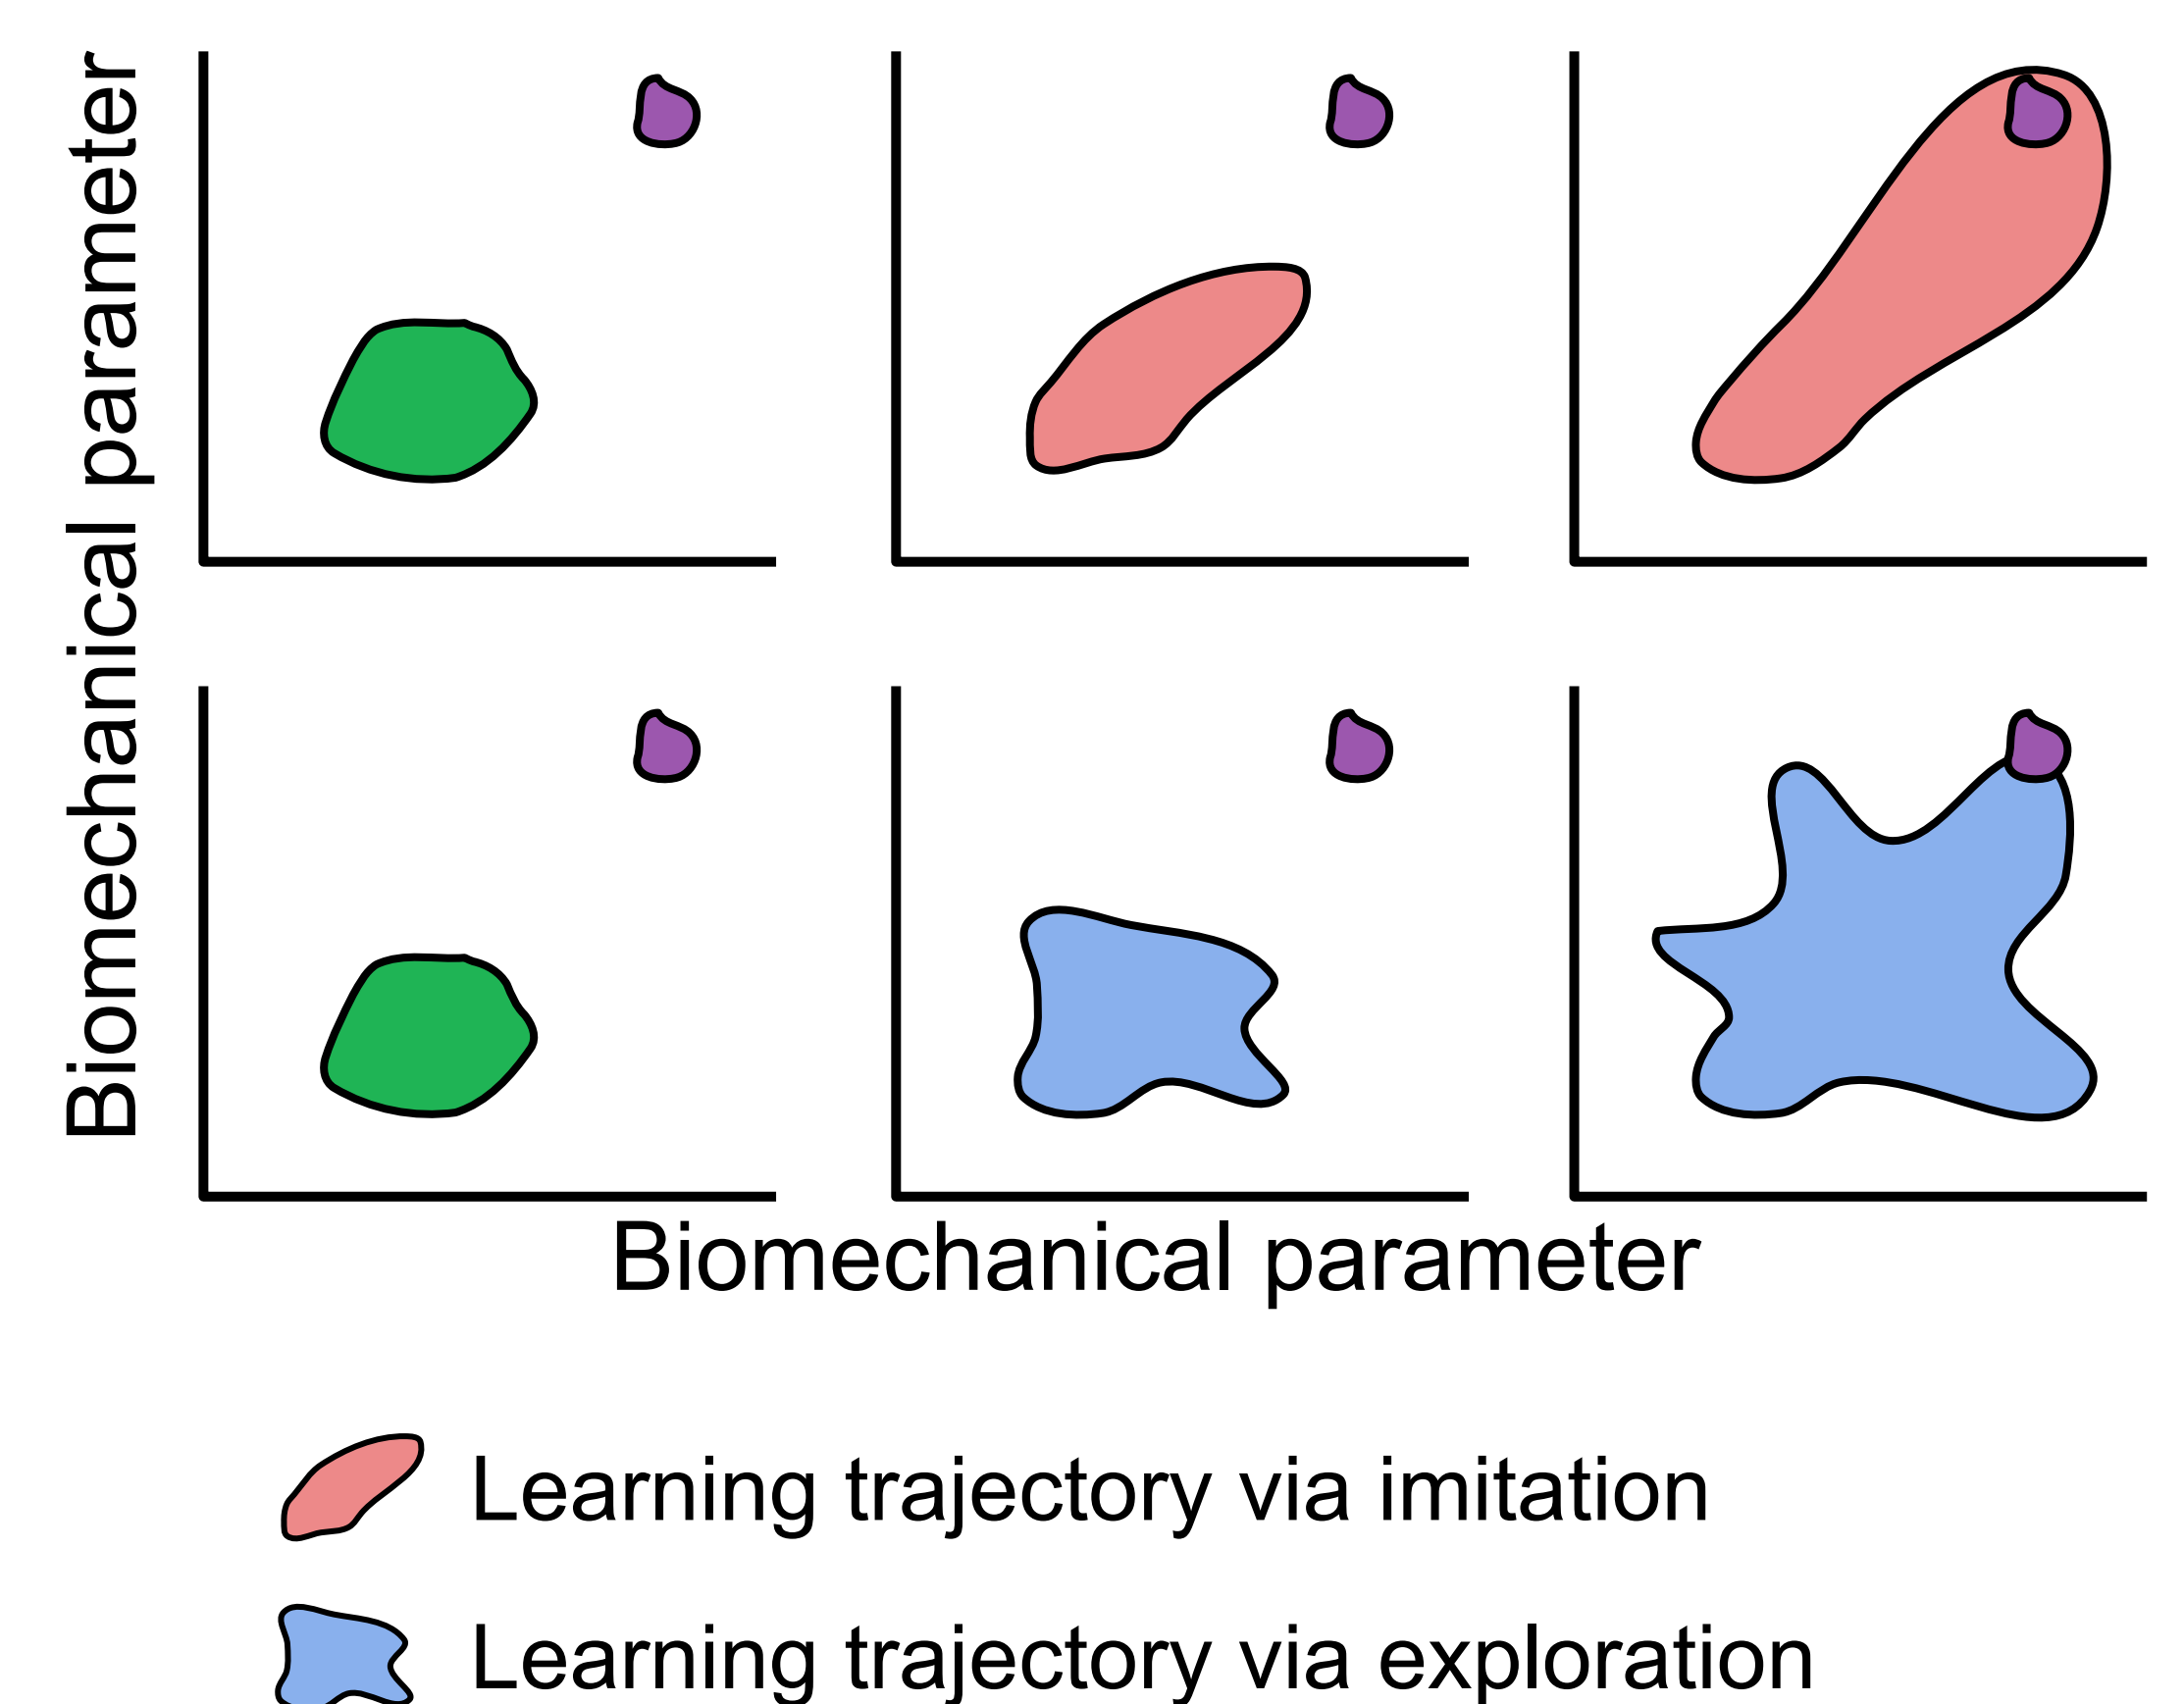 Biomechanical parameter
Biomechanical parameter
Learning trajectory via imitation
Learning trajectory via exploration